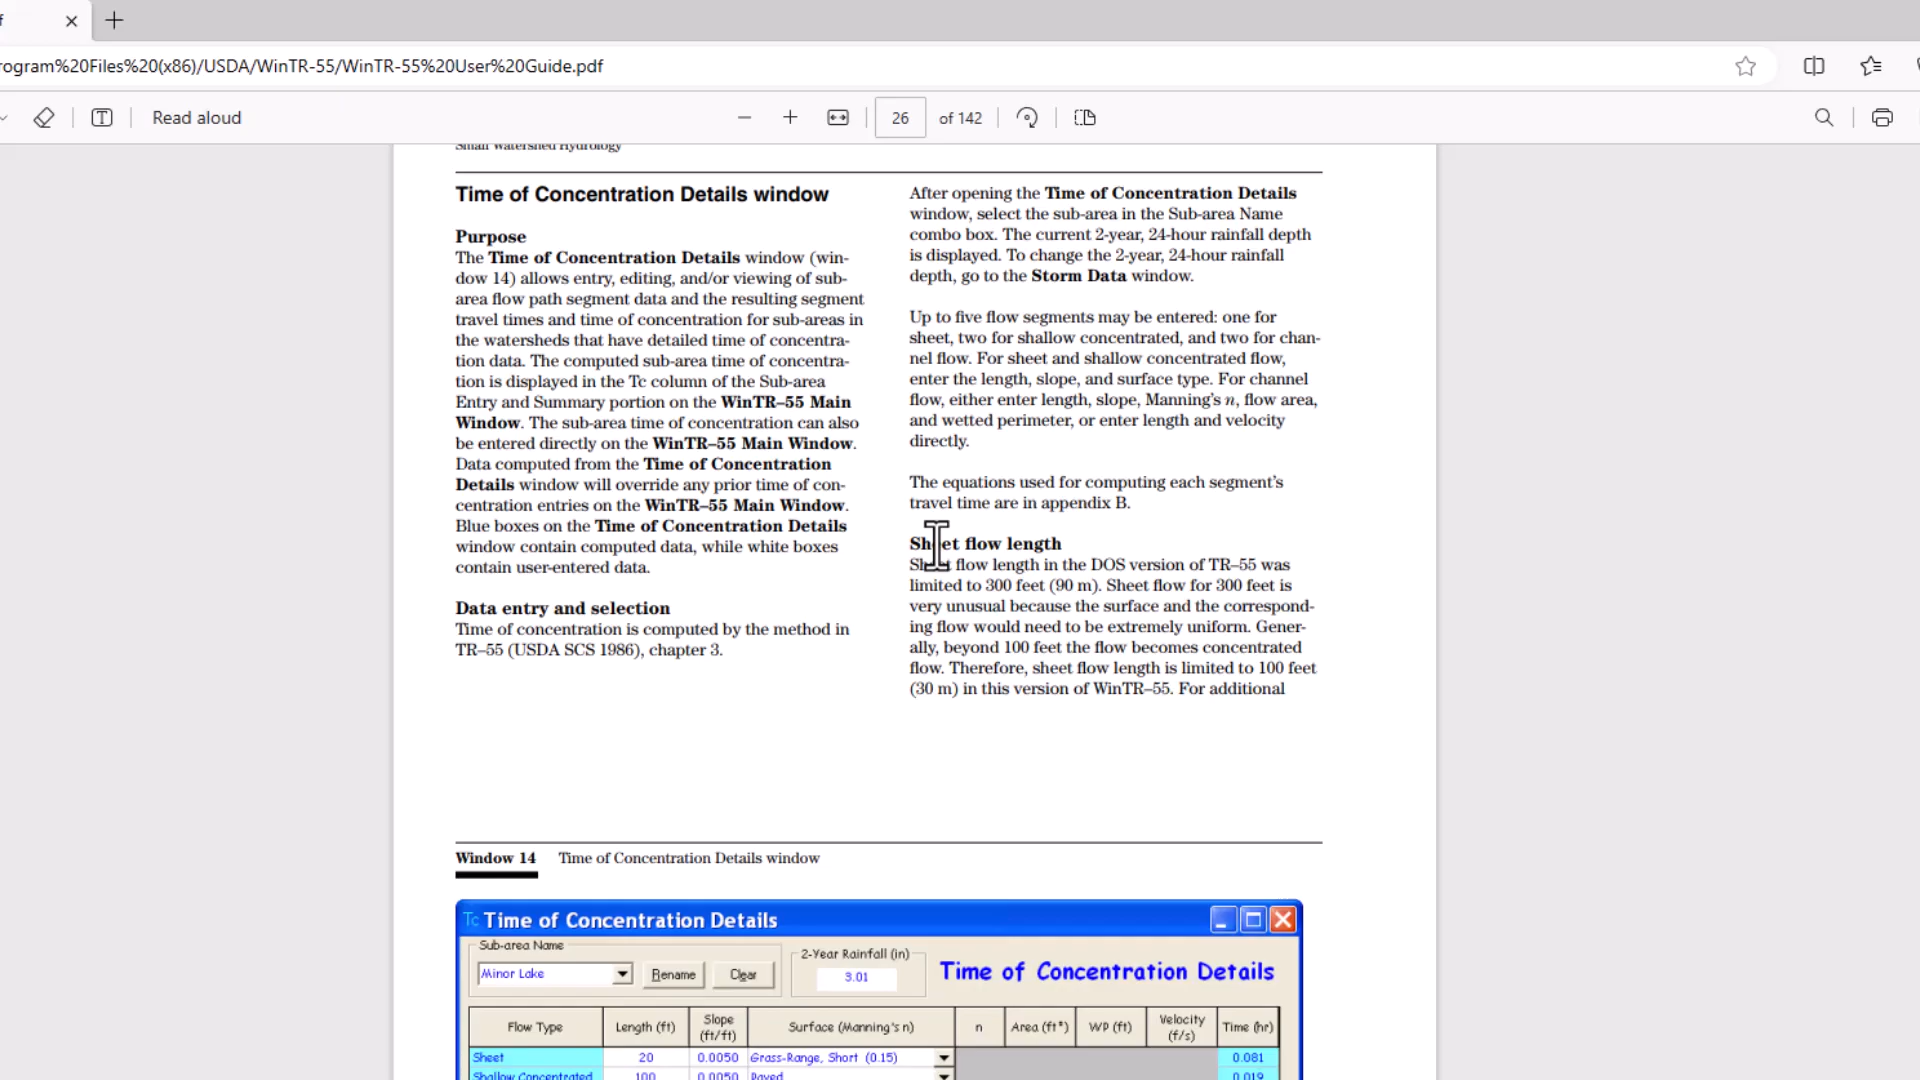 f
rogram%20Files%20(x86)/USDA/WinTR-55/WinTR-55%20User%20Guide.pdf
Read aloud
26 of 142
Small Watershed Hydrology
Time of Concentration Details window
Purpose
The Time of Concentration Details window (win-
dow 14) allows entry, editing, and/or viewing of sub-
area flow path segment data and the resulting segment
travel times and time of concentration for sub-areas in
the watersheds that have detailed time of concentra-
tion data. The computed sub-area time of concentra-
tion is displayed in the Tc column of the Sub-area
Entry and Summary portion on the WinTR–55 Main
Window. The sub-area time of concentration can also
be entered directly on the WinTR–55 Main Window.
Data computed from the Time of Concentration
Details window will override any prior time of con-
centration entries on the WinTR–55 Main Window.
Blue boxes on the Time of Concentration Details
window contain computed data, while white boxes
contain user-entered data.
Data entry and selection
Time of concentration is computed by the method in
TR–55 (USDA SCS 1986), chapter 3.
After opening the Time of Concentration Details
window, select the sub-area in the Sub-area Name
combo box. The current 2-year, 24-hour rainfall depth
is displayed. To change the 2-year, 24-hour rainfall
depth, go to the Storm Data window.
Up to five flow segments may be entered: one for
sheet, two for shallow concentrated, and two for chan-
nel flow. For sheet and shallow concentrated flow,
enter the length, slope, and surface type. For channel
flow, either enter length, slope, Manning's n, flow area,
and wetted perimeter, or enter length and velocity
directly.
The equations used for computing each segment's
travel time are in appendix B.
Sheet flow length
Sheet flow length in the DOS version of TR–55 was
limited to 300 feet (90 m). Sheet flow for 300 feet is
very unusual because the surface and the correspond-
ing flow would need to be extremely uniform. Gener-
ally, beyond 100 feet the flow becomes concentrated
flow. Therefore, sheet flow length is limited to 100 feet
(30 m) in this version of WinTR–55. For additional
Window 14 Time of Concentration Details window
Tc Time of Concentration Details
Sub-area Name
Minor Lake Rename Clear
2-Year Rainfall (in)
3.01
Time of Concentration Details
Flow Type Length (ft) Slope (ft/ft) Surface (Manning's n) n Area (ft²) WP (ft) Velocity (f/s) Time (hr)
Sheet 20 0.0050 Grass-Range, Short (0.15) 0.081
Shallow Concentrated 100 0.0050 Paved 0.019